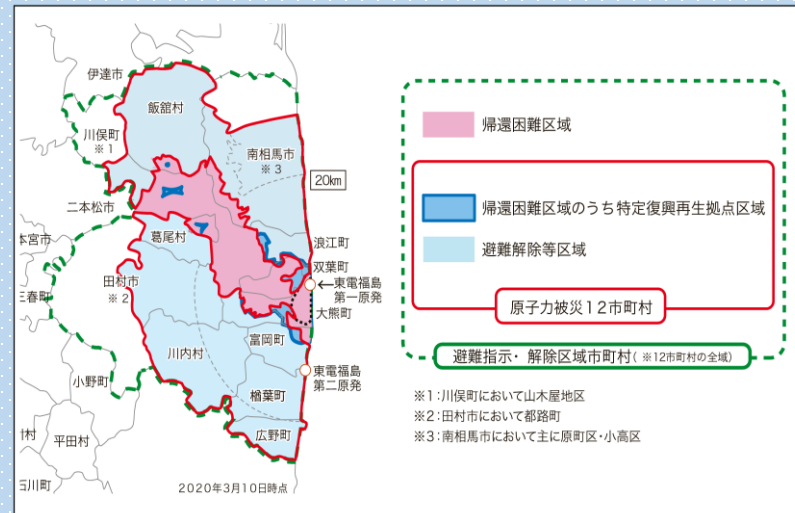 伊達市
飯舘村
川俣町
※1
南相馬市
※3
20km
二本松市
本宮市
葛尾村
浪江町
双葉町
田村市
※2
東電福島
第一原発
三春町
大熊町
富岡町
川内村
東電福島
第二原発
小野町
楢葉町
平田村
広野町
石川町
2020年3月10日時点
帰還困難区域
帰還困難区域のうち特定復興再生拠点区域
避難解除等区域
原子力被災12市町村
避難指示・解除区域市町村(※12市町村の全域)
※1:川俣町において山木屋地区
※2:田村市において都路町
※3:南相馬市において主に原町区・小高区